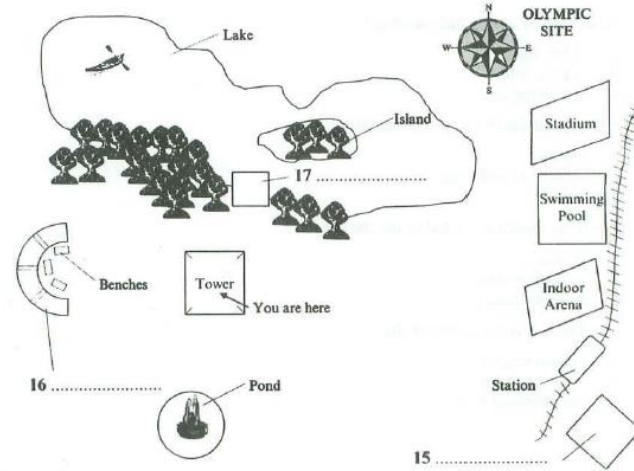 OLYMPIC
SITE
N
W
E
S
Lake
Island
Stadium
17 ........................
Swimming
Pool
Benches
Tower
You are here
Indoor
Arena
Station
16 ........................
Pond
15 ........................